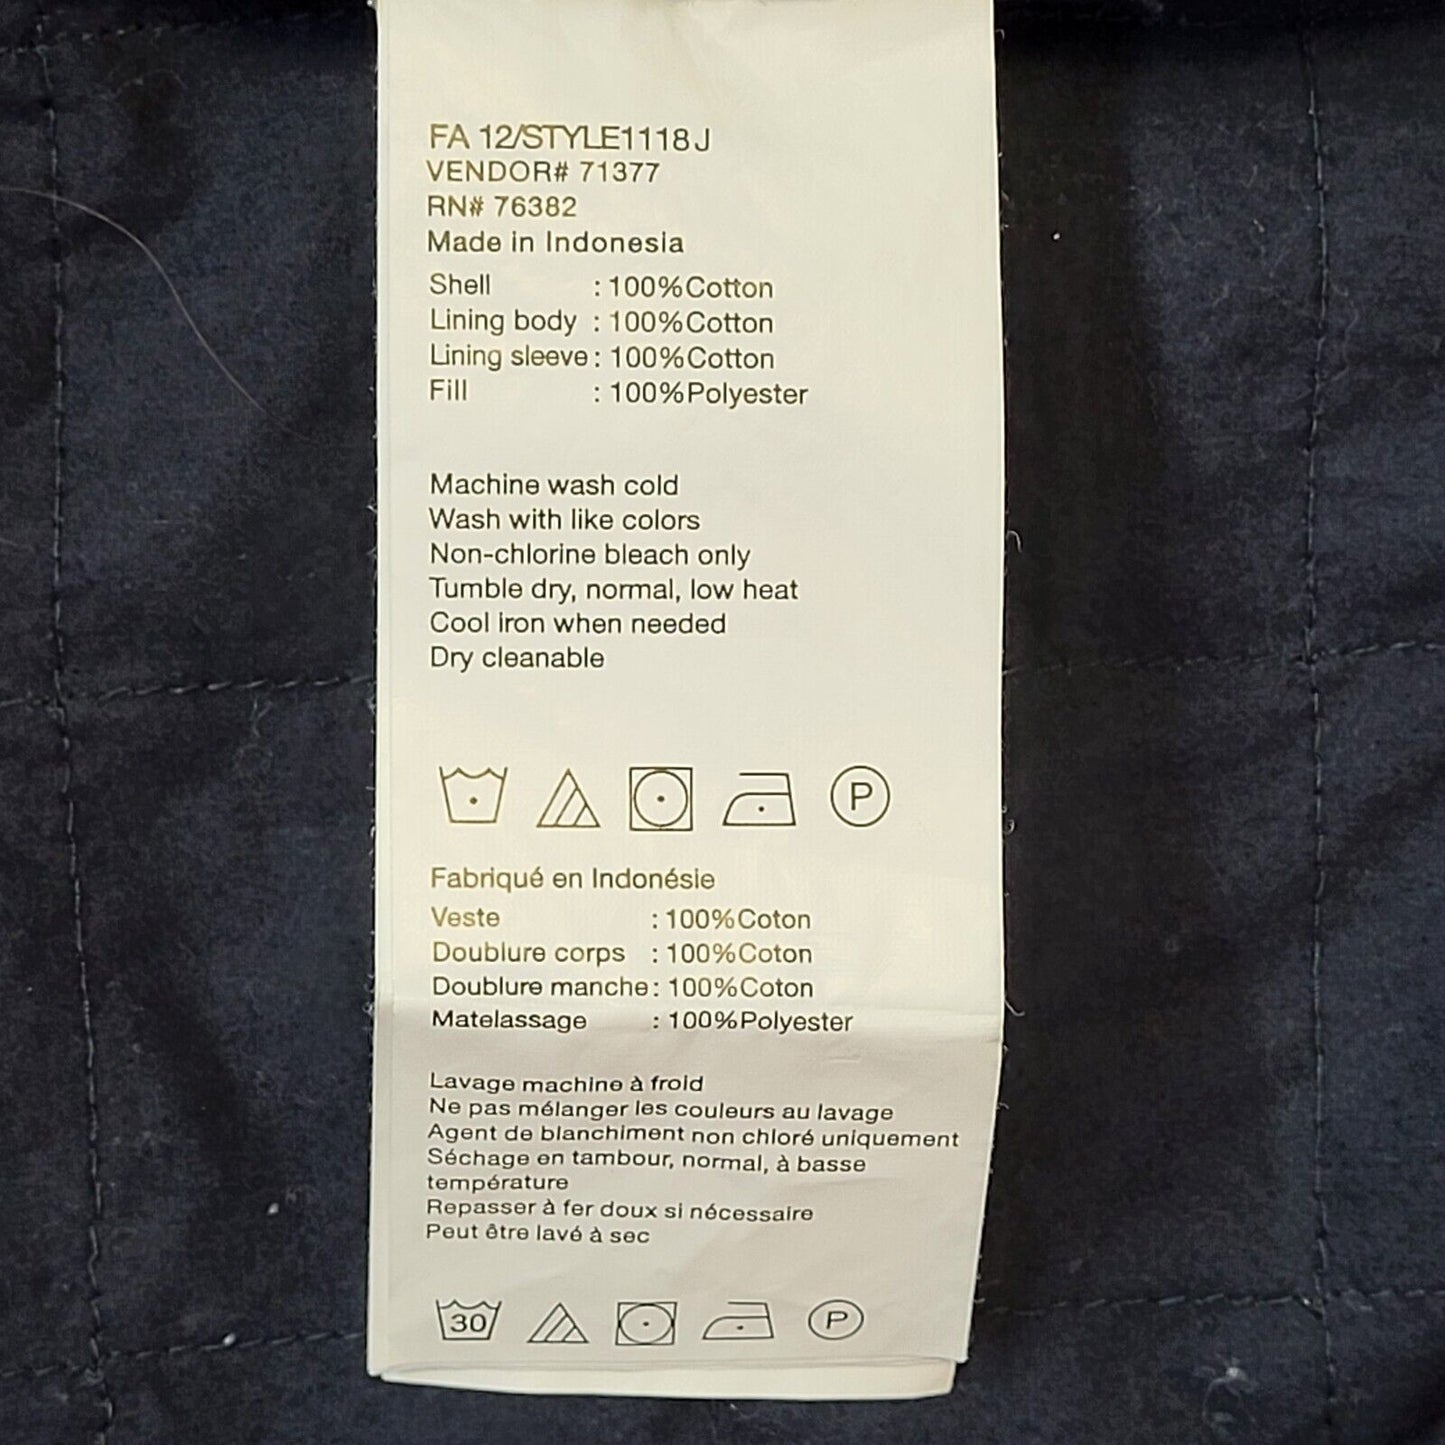 FA 12/STYLE1118J
VENDOR# 71377
RN# 76382
Made in Indonesia
Shell : 100%Cotton
Lining body : 100%Cotton
Lining sleeve : 100%Cotton
Fill : 100%Polyester
Machine wash cold
Wash with like colors
Non-chlorine bleach only
Tumble dry, normal, low heat
Cool iron when needed
Dry cleanable
P
Fabriqué en Indonésie
Veste : 100%Coton
Doublure corps : 100%Coton
Doublure manche : 100%Coton
Matelassage : 100%Polyester
Lavage machine à froid
Ne pas mélanger les couleurs au lavage
Agent de blanchiment non chloré uniquement
Séchage en tambour, normal, à basse
température
Repasser à fer doux si nécessaire
Peut être lavé à sec
30 P